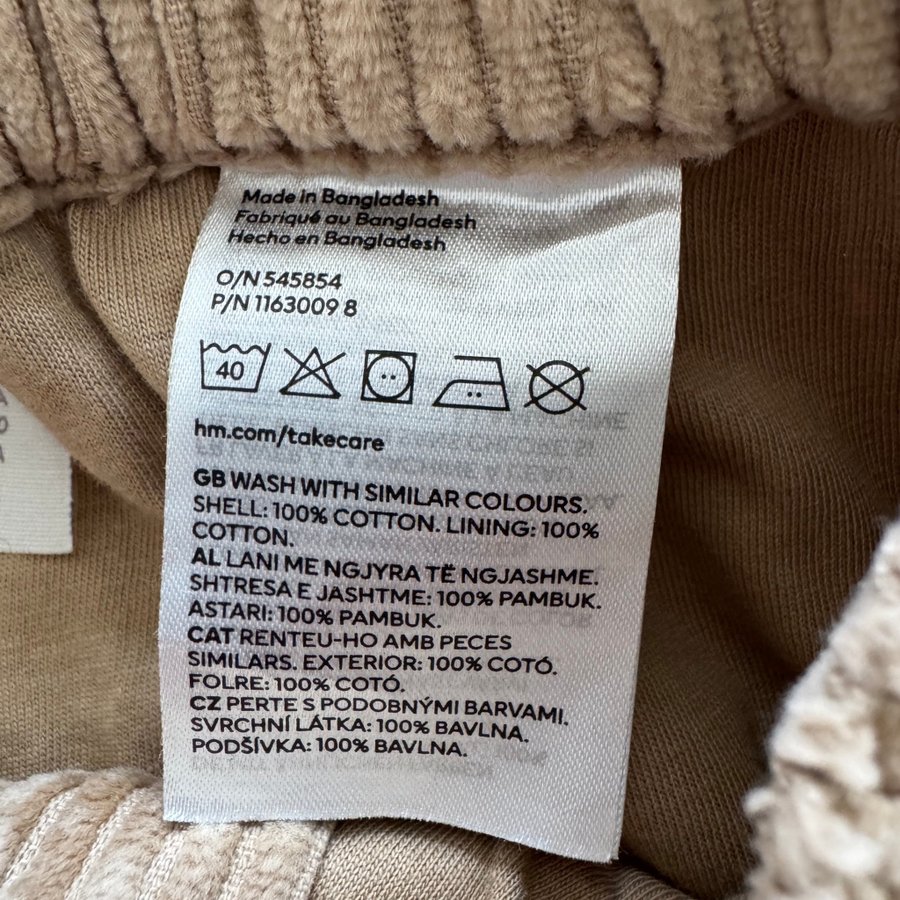 Made in Bangladesh
Fabriqué au Bangladesh
Hecho en Bangladesh
O/N 545854
P/N 1163009 8
40
hm.com/takecare
GB WASH WITH SIMILAR COLOURS.
SHELL: 100% COTTON. LINING: 100%
COTTON.
AL LANI ME NGJYRA TË NGJASHME.
SHTRESA E JASHTME: 100% PAMBUK.
ASTARI: 100% PAMBUK.
CAT RENTEU-HO AMB PECES
SIMILARS. EXTERIOR: 100% COTÓ.
FOLRE: 100% COTÓ.
CZ PERTE S PODOBNÝMI BARVAMI.
SVRCHNÍ LÁTKA: 100% BAVLNA.
PODŠÍVKA: 100% BAVLNA.